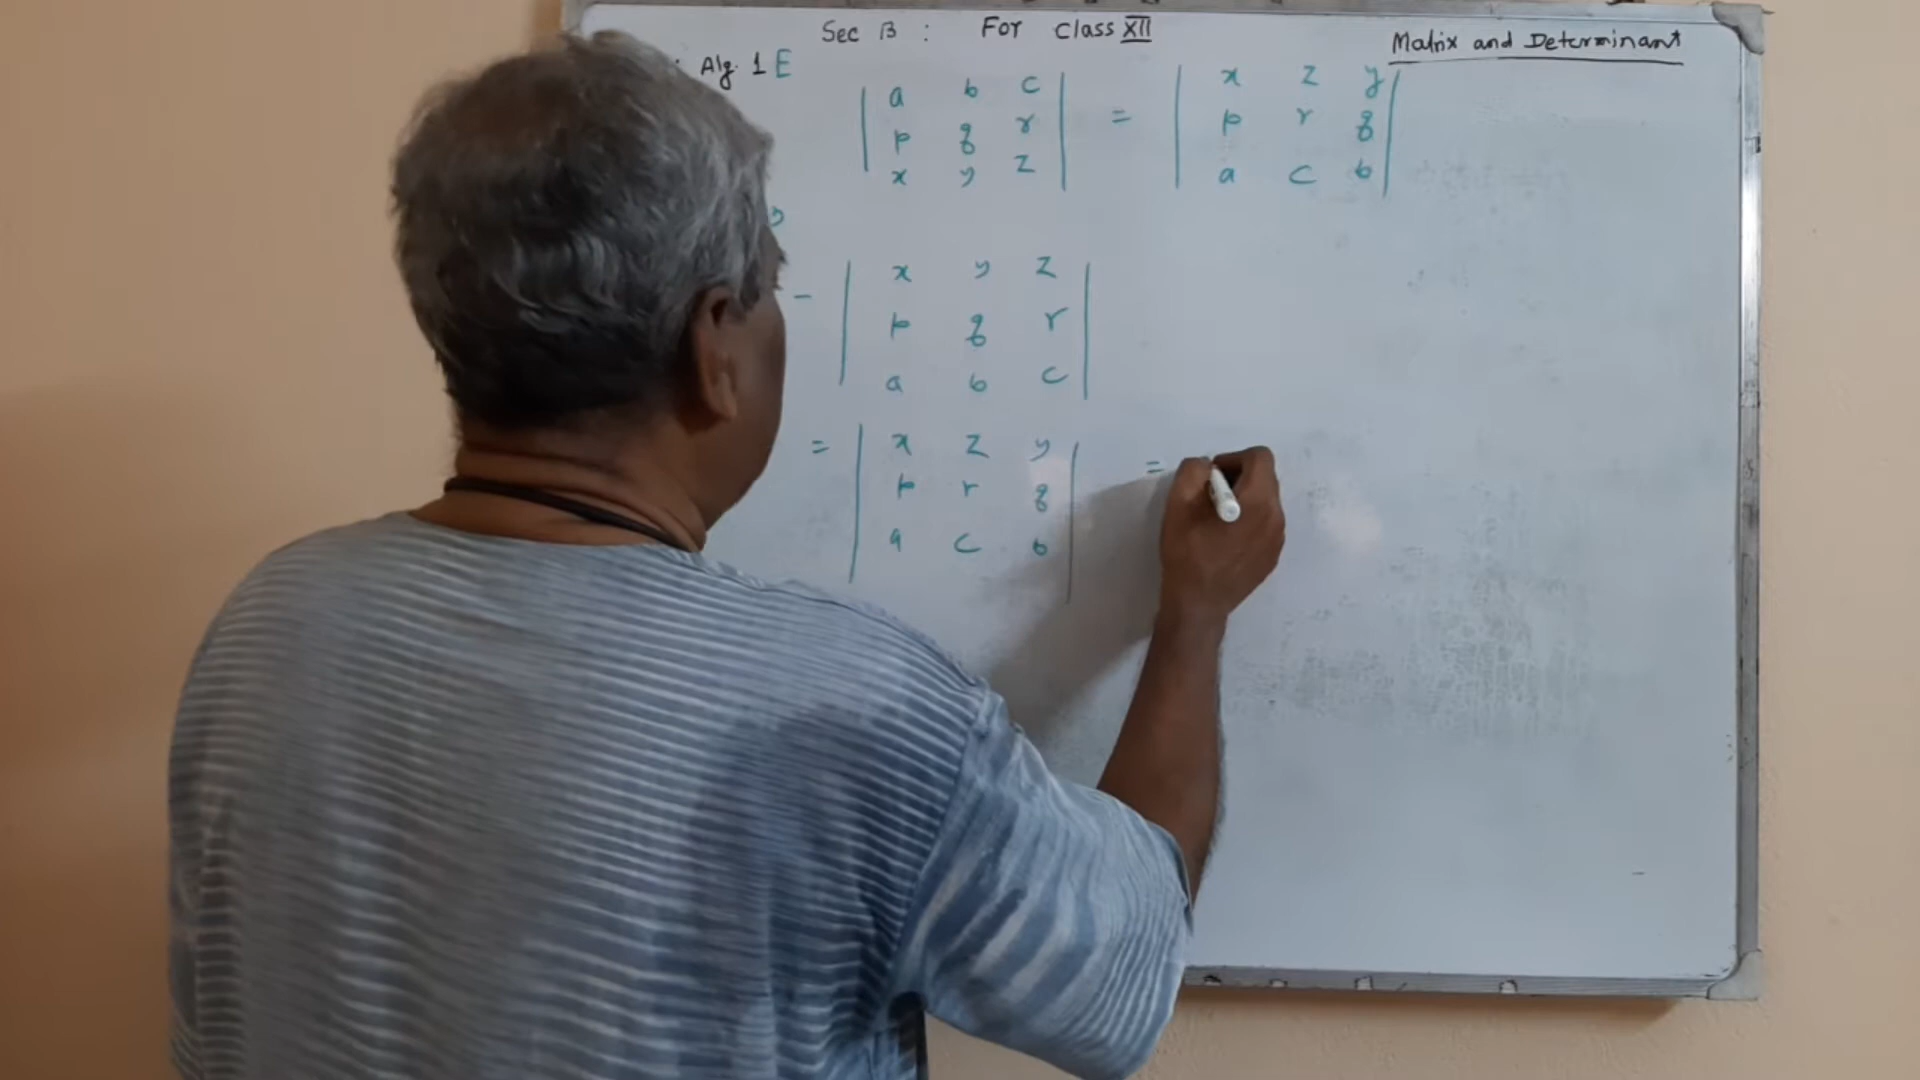 Sec B : For Class XII
Matrix and Determinant
Alg. 1 E
| a b c | = | x z y |
| p q r | | p r q |
| x y z | | a c b |
- | x y z |
| p q r |
| a b c |
= | x z y | =
| p r q |
| a c b |